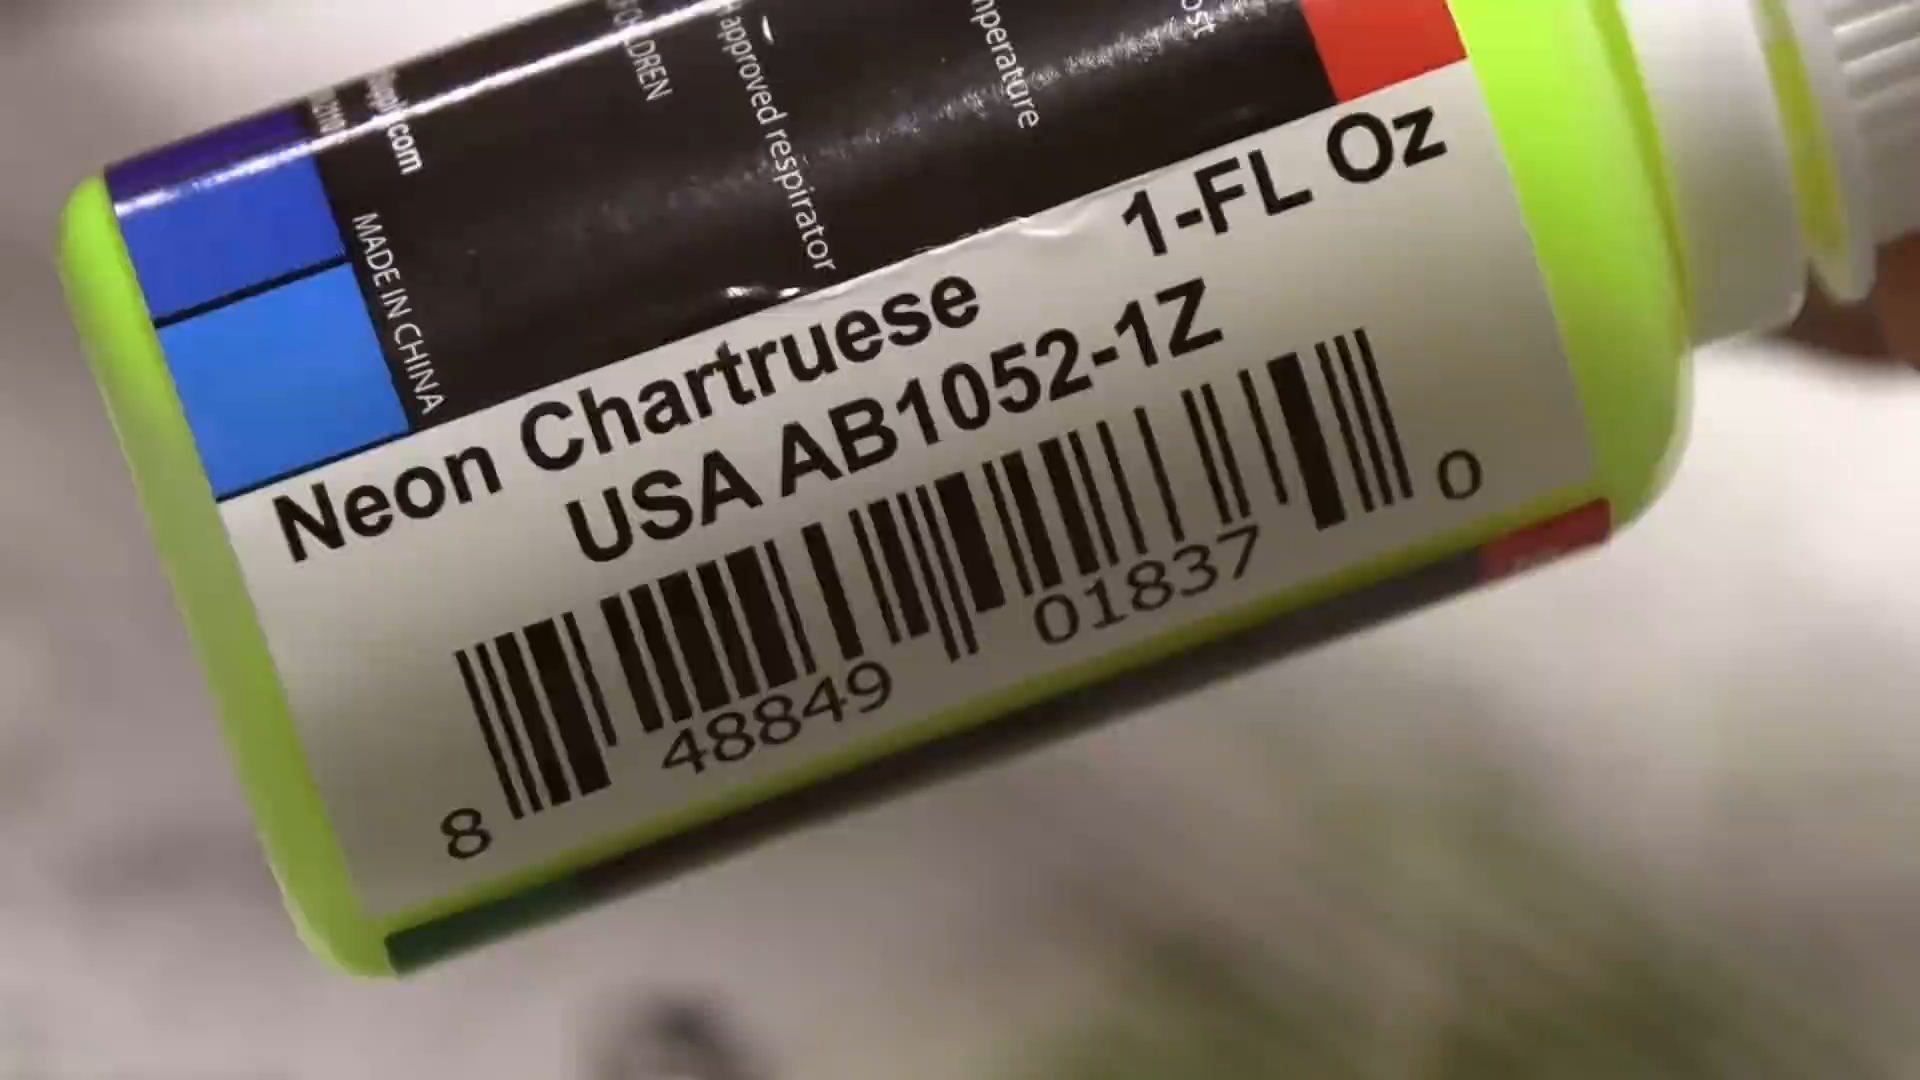 MADE IN CHINA
approved respirator
Neon Chartruese 1-FL Oz
USA AB1052-1Z
8 48849 01837 0